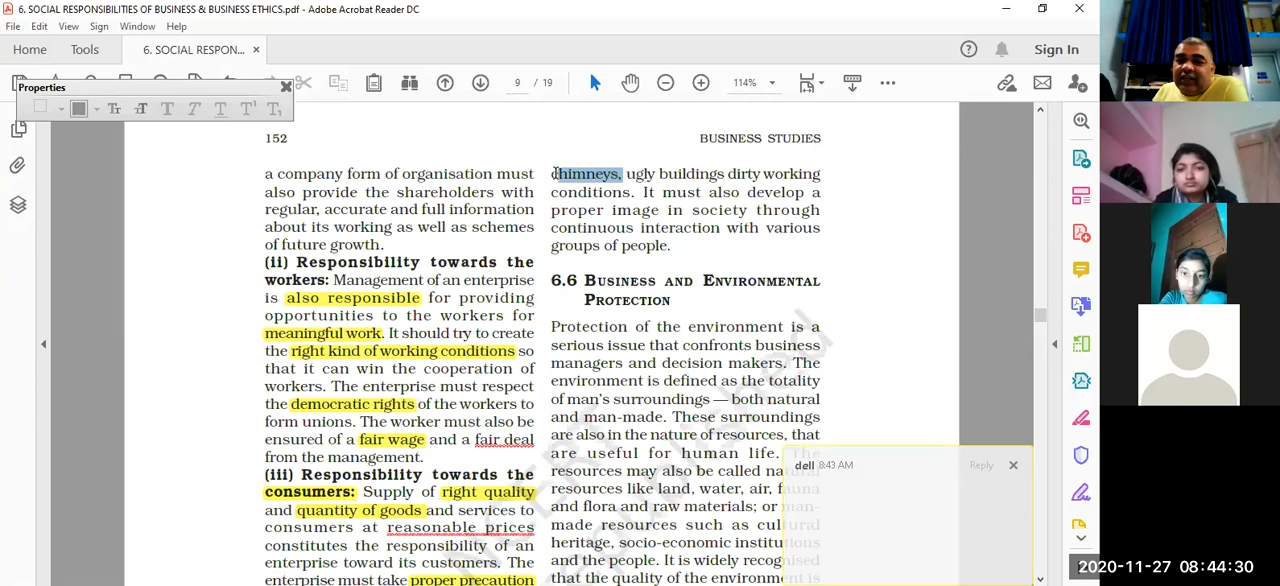 6. SOCIAL RESPONSIBILITIES OF BUSINESS & BUSINESS ETHICS.pdf - Adobe Acrobat Reader DC
File Edit View Sign Window Help
Home Tools 6. SOCIAL RESPON... × Sign In
Properties
9 / 19 114%
152 BUSINESS STUDIES
a company form of organisation must
also provide the shareholders with
regular, accurate and full information
about its working as well as schemes
of future growth.
(ii) Responsibility towards the
workers: Management of an enterprise
is also responsible for providing
opportunities to the workers for
meaningful work. It should try to create
the right kind of working conditions so
that it can win the cooperation of
workers. The enterprise must respect
the democratic rights of the workers to
form unions. The worker must also be
ensured of a fair wage and a fair deal
from the management.
(iii) Responsibility towards the
consumers: Supply of right quality
and quantity of goods and services to
consumers at reasonable prices
constitutes the responsibility of an
enterprise toward its consumers. The
enterprise must take proper precaution
chimneys, ugly buildings dirty working
conditions. It must also develop a
proper image in society through
continuous interaction with various
groups of people.
6.6 BUSINESS AND ENVIRONMENTAL
PROTECTION
Protection of the environment is a
serious issue that confronts business
managers and decision makers. The
environment is defined as the totality
of man's surroundings — both natural
and man-made. These surroundings
are also in the nature of resources, that
are useful for human life. The
resources may also be called natural
resources like land, water, air, fauna
and flora and raw materials; or man-
made resources such as cultural
heritage, socio-economic institutions
and the people. It is widely recognised
that the quality of the environment is
dell 8:43 AM Reply
NCERT
published
2020-11-27 08:44:30